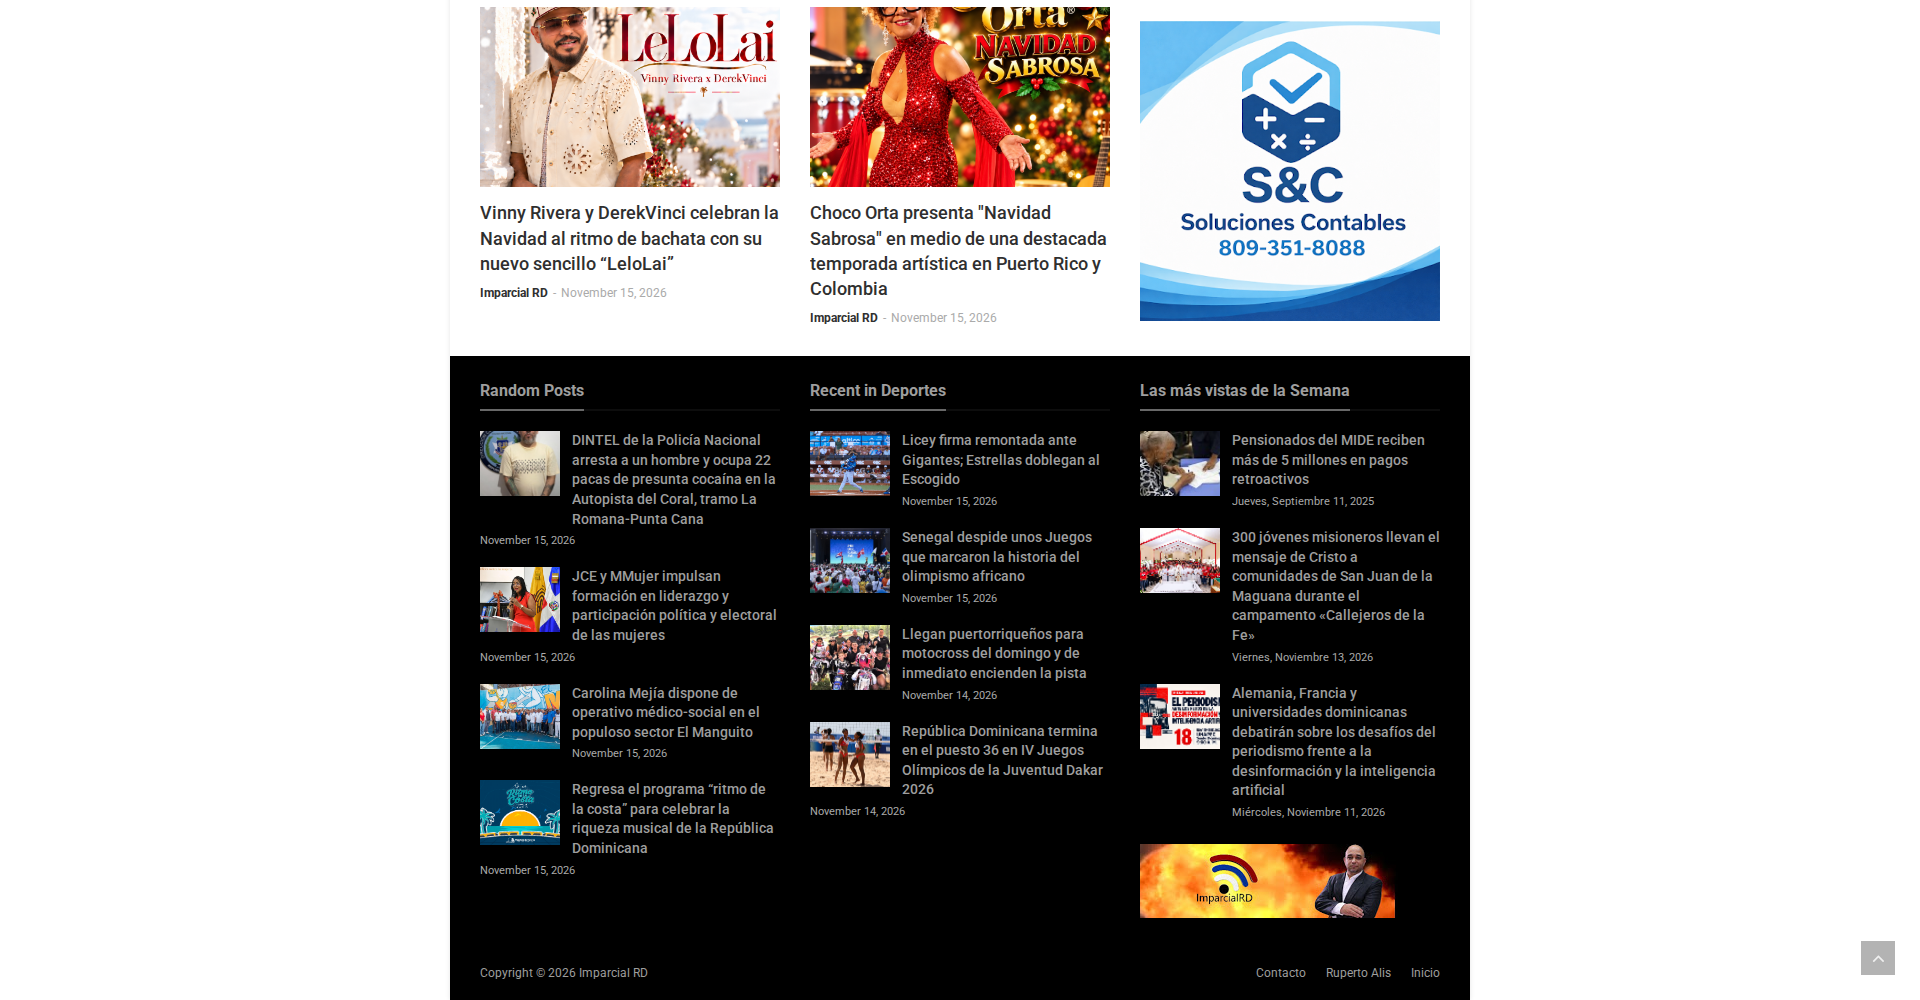 LeLoLai
Vinny Rivera x DerekVinci
Vinny Rivera y DerekVinci celebran la
Navidad al ritmo de bachata con su
nuevo sencillo “LeloLai”
Imparcial RD - November 15, 2026
Orta®
NAVIDAD
SABROSA
Choco Orta presenta "Navidad
Sabrosa" en medio de una destacada
temporada artística en Puerto Rico y
Colombia
Imparcial RD - November 15, 2026
S&C
Soluciones Contables
809-351-8088
Random Posts
DINTEL de la Policía Nacional
arresta a un hombre y ocupa 22
pacas de presunta cocaína en la
Autopista del Coral, tramo La
Romana-Punta Cana
November 15, 2026
JCE y MMujer impulsan
formación en liderazgo y
participación política y electoral
de las mujeres
November 15, 2026
Carolina Mejía dispone de
operativo médico-social en el
populoso sector El Manguito
November 15, 2026
Ritmo
Costa
Regresa el programa “ritmo de
la costa” para celebrar la
riqueza musical de la República
Dominicana
November 15, 2026
Recent in Deportes
Licey firma remontada ante
Gigantes; Estrellas doblegan al
Escogido
November 15, 2026
Senegal despide unos Juegos
que marcaron la historia del
olimpismo africano
November 15, 2026
Llegan puertorriqueños para
motocross del domingo y de
inmediato encienden la pista
November 14, 2026
República Dominicana termina
en el puesto 36 en IV Juegos
Olímpicos de la Juventud Dakar
2026
November 14, 2026
Las más vistas de la Semana
Pensionados del MIDE reciben
más de 5 millones en pagos
retroactivos
Jueves, Septiembre 11, 2025
300 jóvenes misioneros llevan el
mensaje de Cristo a
comunidades de San Juan de la
Maguana durante el
campamento «Callejeros de la
Fe»
Viernes, Noviembre 13, 2026
EL PERIODISM
DESINFORMACIÓN
INTELIGENCIA ARTIF
18
Alemania, Francia y
universidades dominicanas
debatirán sobre los desafíos del
periodismo frente a la
desinformación y la inteligencia
artificial
Miércoles, Noviembre 11, 2026
ImparcialRD
Copyright © 2026 Imparcial RD
Contacto Ruperto Alis Inicio